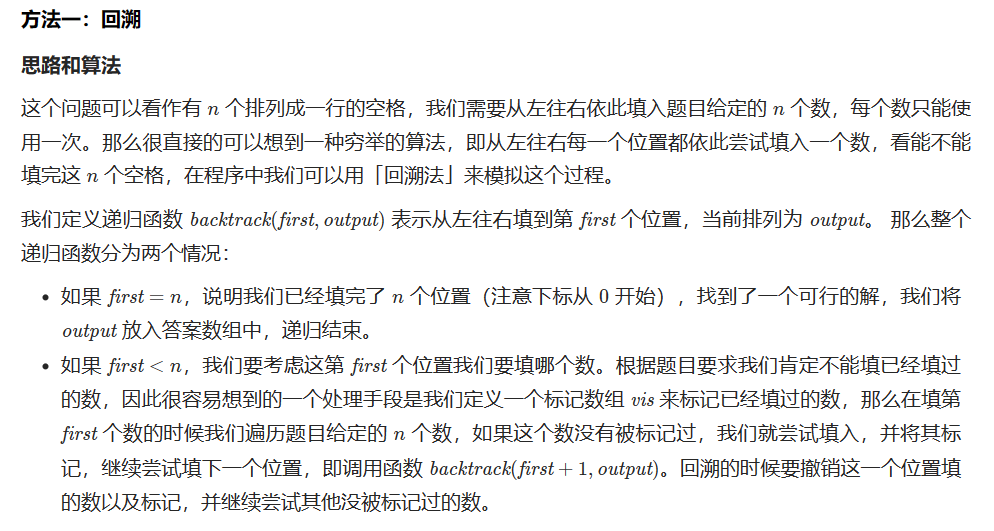 方法一：回溯
思路和算法
这个问题可以看作有 n 个排列成一行的空格，我们需要从左往右依此填入题目给定的 n 个数，每个数只能使
用一次。那么很直接的可以想到一种穷举的算法，即从左往右每一个位置都依此尝试填入一个数，看能不能
填完这 n 个空格，在程序中我们可以用「回溯法」来模拟这个过程。
我们定义递归函数 backtrack(first, output) 表示从左往右填到第 first 个位置，当前排列为 output。 那么整个
递归函数分为两个情况：
• 如果 first = n，说明我们已经填完了 n 个位置（注意下标从 0 开始），找到了一个可行的解，我们将
output 放入答案数组中，递归结束。
• 如果 first < n，我们要考虑这第 first 个位置我们要填哪个数。根据题目要求我们肯定不能填已经填过
的数，因此很容易想到的一个处理手段是我们定义一个标记数组 vis 来标记已经填过的数，那么在填第
first 个数的时候我们遍历题目给定的 n 个数，如果这个数没有被标记过，我们就尝试填入，并将其标
记，继续尝试填下一个位置，即调用函数 backtrack(first + 1, output)。回溯的时候要撤销这一个位置填
的数以及标记，并继续尝试其他没被标记过的数。